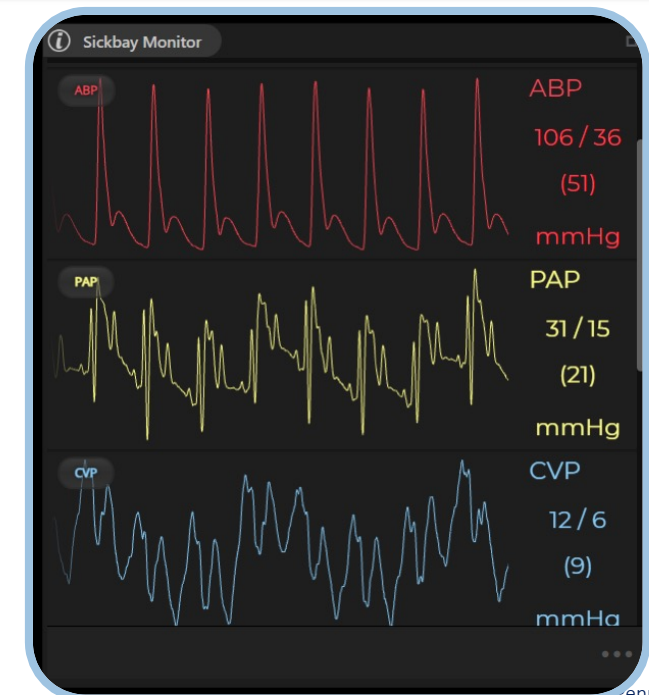 Sickbay Monitor
ABP
ABP
106 / 36
(51)
mmHg
PAP
PAP
31 / 15
(21)
mmHg
CVP
CVP
12 / 6
(9)
mmHg